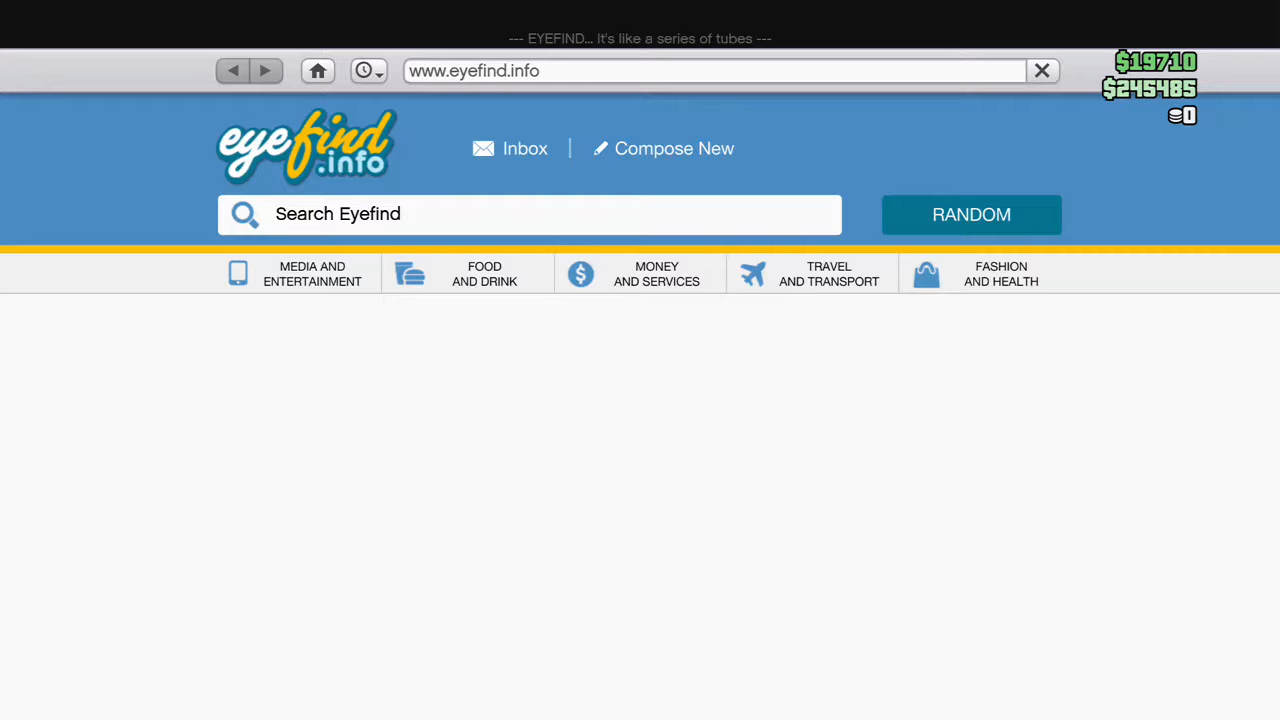 --- EYEFIND... It's like a series of tubes ---
www.eyefind.info
$19710
$245485
0
eyefind
.info
Inbox
Compose New
Search Eyefind
RANDOM
MEDIA AND
ENTERTAINMENT
FOOD
AND DRINK
MONEY
AND SERVICES
TRAVEL
AND TRANSPORT
FASHION
AND HEALTH